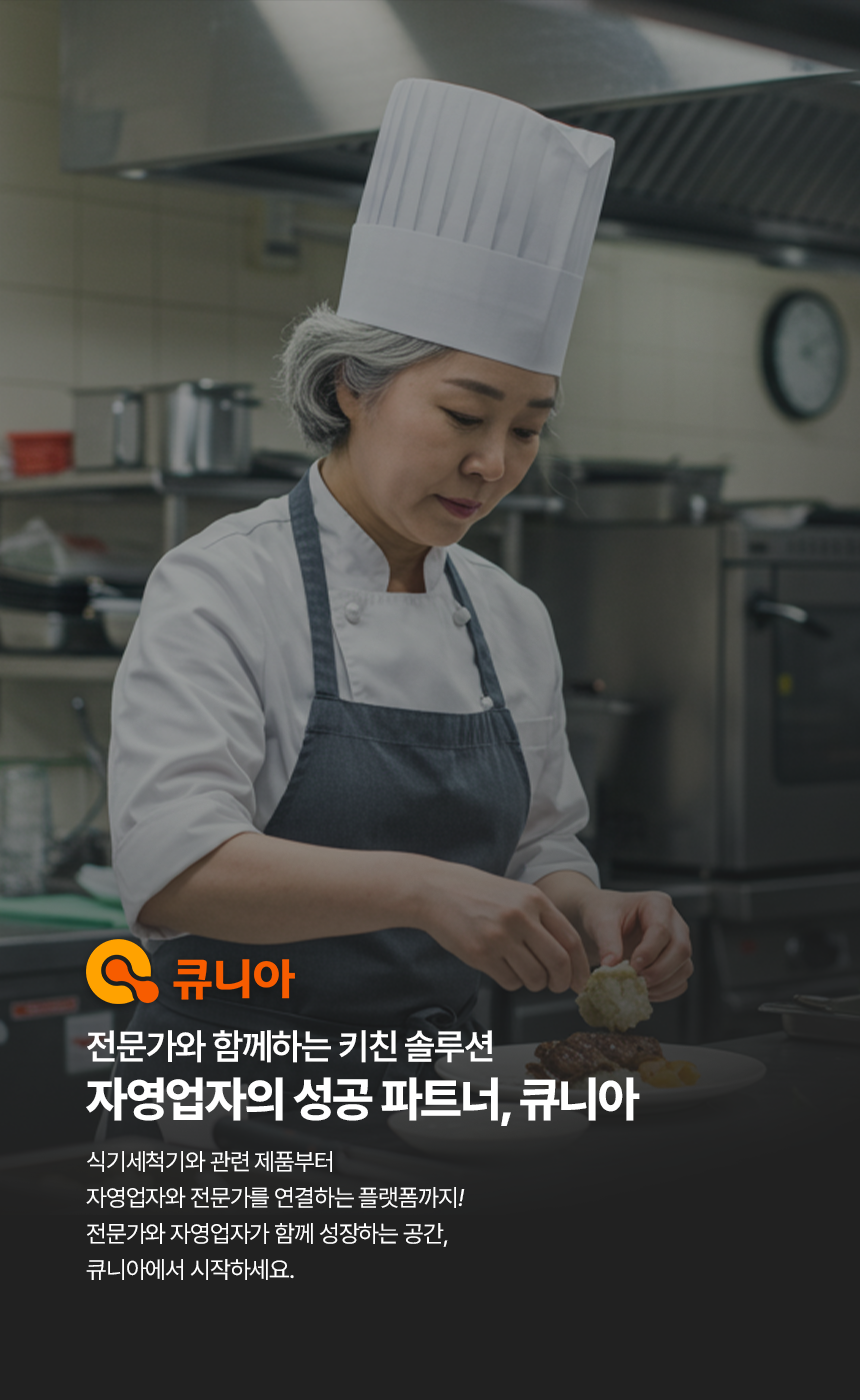 큐니아
전문가와 함께하는 키친 솔루션
자영업자의 성공 파트너, 큐니아
식기세척기와 관련 제품부터
자영업자와 전문가를 연결하는 플랫폼까지!
전문가와 자영업자가 함께 성장하는 공간,
큐니아에서 시작하세요.